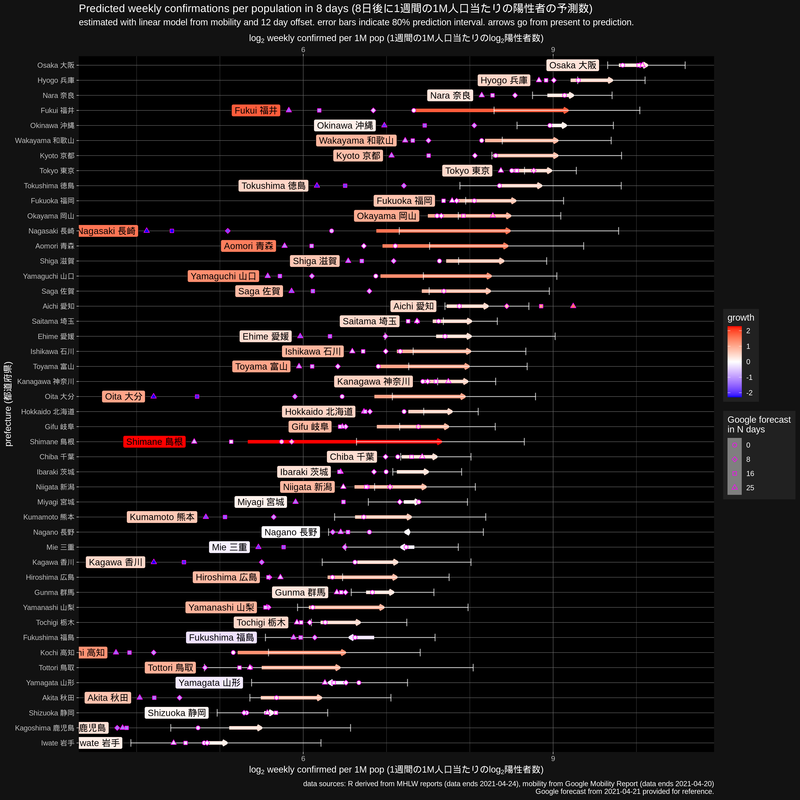 Predicted weekly confirmations per population in 8 days (8日後に1週間の1M人口当たりの陽性者の予測数)
estimated with linear model from mobility and 12 day offset. error bars indicate 80% prediction interval. arrows go from present to prediction.
log₂ weekly confirmed per 1M pop (1週間の1M人口当たりのlog₂陽性者数)
6 9
Osaka 大阪 Osaka 大阪
Hyogo 兵庫 Hyogo 兵庫
Nara 奈良 Nara 奈良
Fukui 福井 Fukui 福井
Okinawa 沖縄 Okinawa 沖縄
Wakayama 和歌山 Wakayama 和歌山
Kyoto 京都 Kyoto 京都
Tokyo 東京 Tokyo 東京
Tokushima 徳島 Tokushima 徳島
Fukuoka 福岡 Fukuoka 福岡
Okayama 岡山 Okayama 岡山
Nagasaki 長崎 Nagasaki 長崎
Aomori 青森 Aomori 青森
Shiga 滋賀 Shiga 滋賀
Yamaguchi 山口 Yamaguchi 山口
Saga 佐賀 Saga 佐賀
Aichi 愛知 Aichi 愛知
Saitama 埼玉 Saitama 埼玉
Ehime 愛媛 Ehime 愛媛
Ishikawa 石川 Ishikawa 石川
Toyama 富山 Toyama 富山
Kanagawa 神奈川 Kanagawa 神奈川
Oita 大分 Oita 大分
Hokkaido 北海道 Hokkaido 北海道
Gifu 岐阜 Gifu 岐阜
Shimane 島根 Shimane 島根
Chiba 千葉 Chiba 千葉
Ibaraki 茨城 Ibaraki 茨城
Niigata 新潟 Niigata 新潟
Miyagi 宮城 Miyagi 宮城
Kumamoto 熊本 Kumamoto 熊本
Nagano 長野 Nagano 長野
Mie 三重 Mie 三重
Kagawa 香川 Kagawa 香川
Hiroshima 広島 Hiroshima 広島
Gunma 群馬 Gunma 群馬
Yamanashi 山梨 Yamanashi 山梨
Tochigi 栃木 Tochigi 栃木
Fukushima 福島 Fukushima 福島
Kochi 高知 hi 高知
Tottori 鳥取 Tottori 鳥取
Yamagata 山形 Yamagata 山形
Akita 秋田 Akita 秋田
Shizuoka 静岡 Shizuoka 静岡
Kagoshima 鹿児島 鹿児島
Iwate 岩手 wate 岩手
6 9
log₂ weekly confirmed per 1M pop (1週間の1M人口当たりのlog₂陽性者数)
prefecture (都道府県)
growth
2
1
0
-1
-2
Google forecast
in N days
0
8
16
25
data sources: R derived from MHLW reports (data ends 2021-04-24), mobility from Google Mobility Report (data ends 2021-04-20)
Google forecast from 2021-04-21 provided for reference.